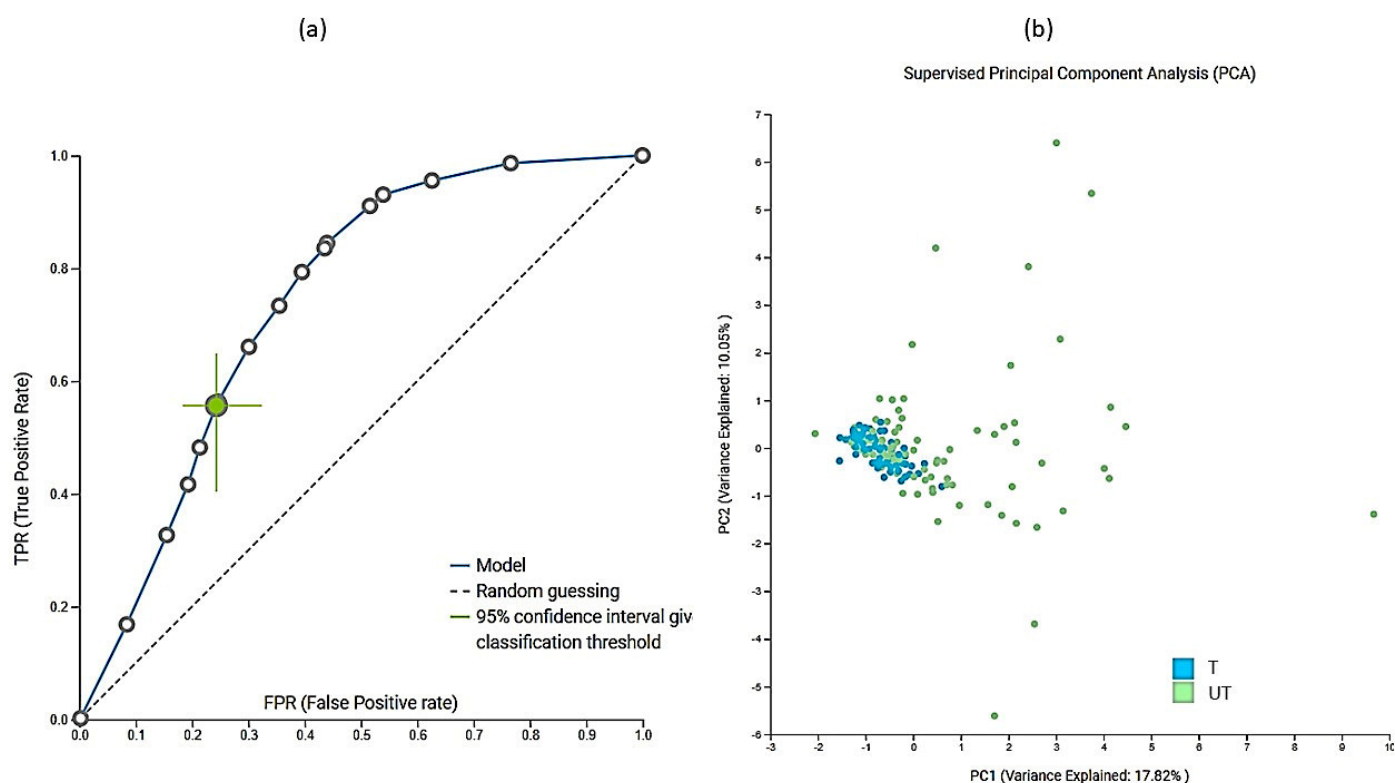 (a)
TPR (True Positive Rate)
1.0
0.8
0.6
0.4
0.2
0.0
Model
Random guessing
95% confidence interval giv
classification threshold
FPR (False Positive rate)
0.0 0.1 0.2 0.3 0.4 0.5 0.6 0.7 0.8 0.9 1.0
(b)
Supervised Principal Component Analysis (PCA)
PC2 (Variance Explained: 10.05% )
7
6
5
4
3
2
1
0
-1
-2
-3
-4
-5
-6
T
UT
-3 -2 -1 0 1 2 3 4 5 6 7 8 9 10
PC1 (Variance Explained: 17.82% )